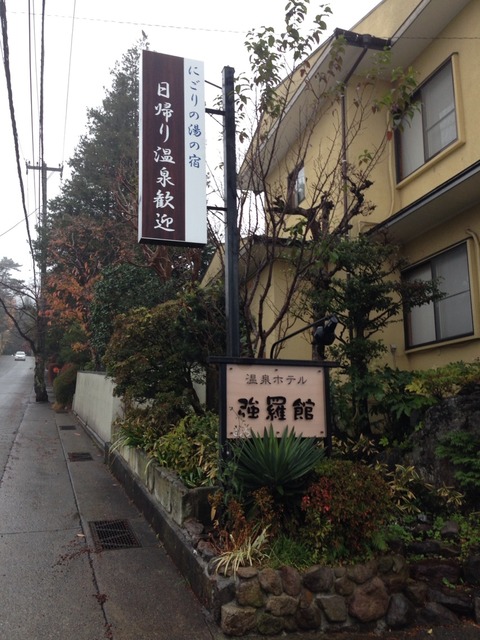 にごりの湯の宿
日帰り温泉歓迎
温泉ホテル
強羅館